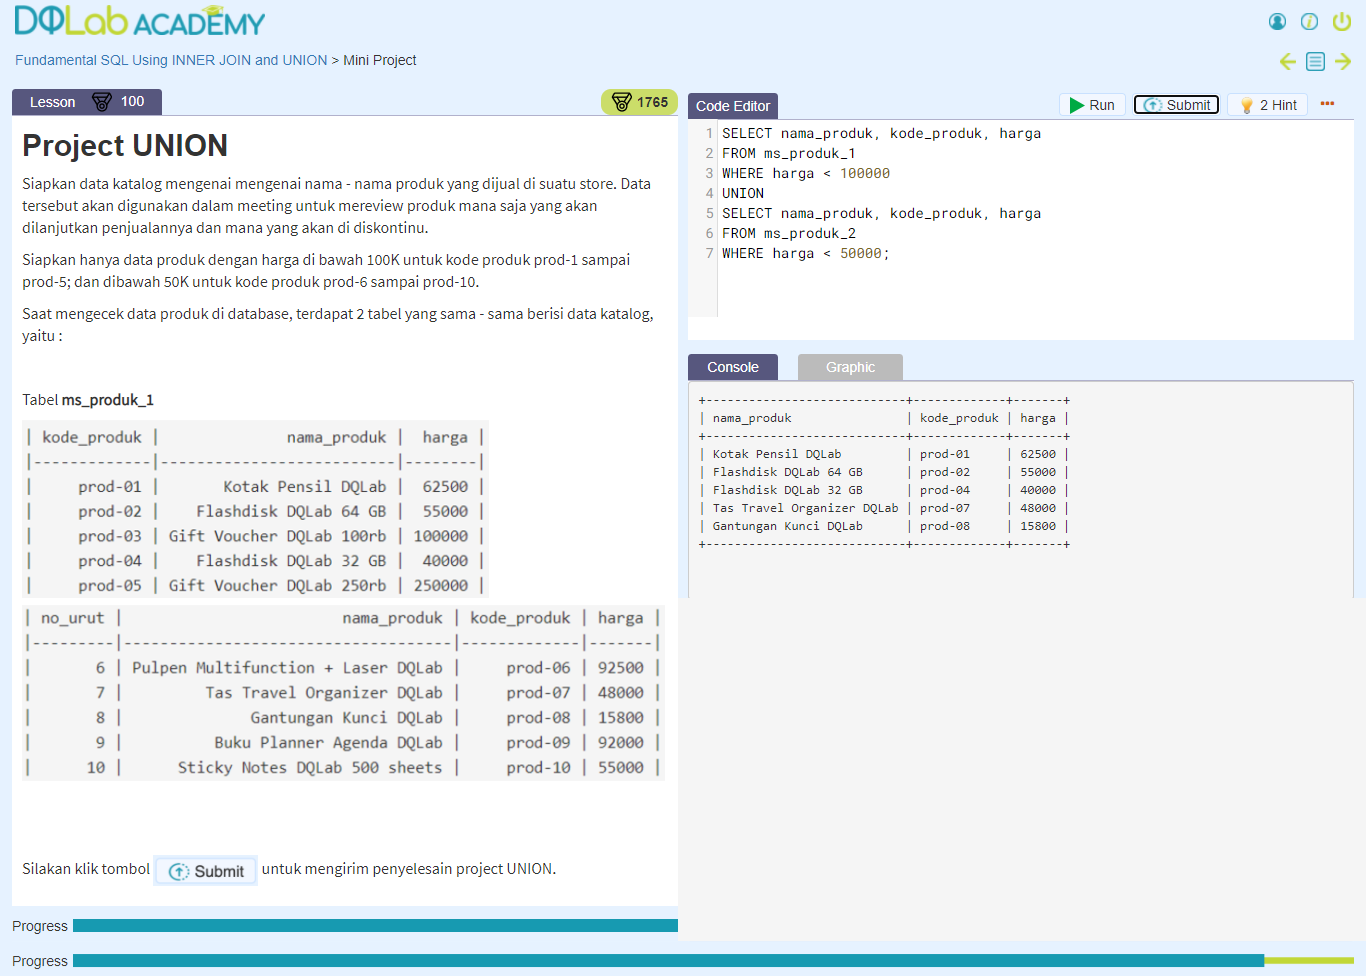 DQLab ACADEMY
Fundamental SQL Using INNER JOIN and UNION > Mini Project
Lesson 100
1765
Project UNION
Siapkan data katalog mengenai mengenai nama - nama produk yang dijual di suatu store. Data
tersebut akan digunakan dalam meeting untuk mereview produk mana saja yang akan
dilanjutkan penjualannya dan mana yang akan di diskontinu.
Siapkan hanya data produk dengan harga di bawah 100K untuk kode produk prod-1 sampai
prod-5; dan dibawah 50K untuk kode produk prod-6 sampai prod-10.
Saat mengecek data produk di database, terdapat 2 tabel yang sama - sama berisi data katalog,
yaitu :
Tabel ms_produk_1
| kode_produk | nama_produk | harga |
|-------------|--------------------------|--------|
| prod-01 | Kotak Pensil DQLab | 62500 |
| prod-02 | Flashdisk DQLab 64 GB | 55000 |
| prod-03 | Gift Voucher DQLab 100rb | 100000 |
| prod-04 | Flashdisk DQLab 32 GB | 40000 |
| prod-05 | Gift Voucher DQLab 250rb | 250000 |
| no_urut | nama_produk | kode_produk | harga |
|---------|------------------------------------|-------------|-------|
| 6 | Pulpen Multifunction + Laser DQLab | prod-06 | 92500 |
| 7 | Tas Travel Organizer DQLab | prod-07 | 48000 |
| 8 | Gantungan Kunci DQLab | prod-08 | 15800 |
| 9 | Buku Planner Agenda DQLab | prod-09 | 92000 |
| 10 | Sticky Notes DQLab 500 sheets | prod-10 | 55000 |
Silakan klik tombol Submit untuk mengirim penyelesain project UNION.
Progress
Code Editor
Run Submit 2 Hint
1 SELECT nama_produk, kode_produk, harga
2 FROM ms_produk_1
3 WHERE harga < 100000
4 UNION
5 SELECT nama_produk, kode_produk, harga
6 FROM ms_produk_2
7 WHERE harga < 50000;
Console Graphic
+----------------------------+-------------+-------+
| nama_produk | kode_produk | harga |
+----------------------------+-------------+-------+
| Kotak Pensil DQLab | prod-01 | 62500 |
| Flashdisk DQLab 64 GB | prod-02 | 55000 |
| Flashdisk DQLab 32 GB | prod-04 | 40000 |
| Tas Travel Organizer DQLab | prod-07 | 48000 |
| Gantungan Kunci DQLab | prod-08 | 15800 |
+----------------------------+-------------+-------+
Progress